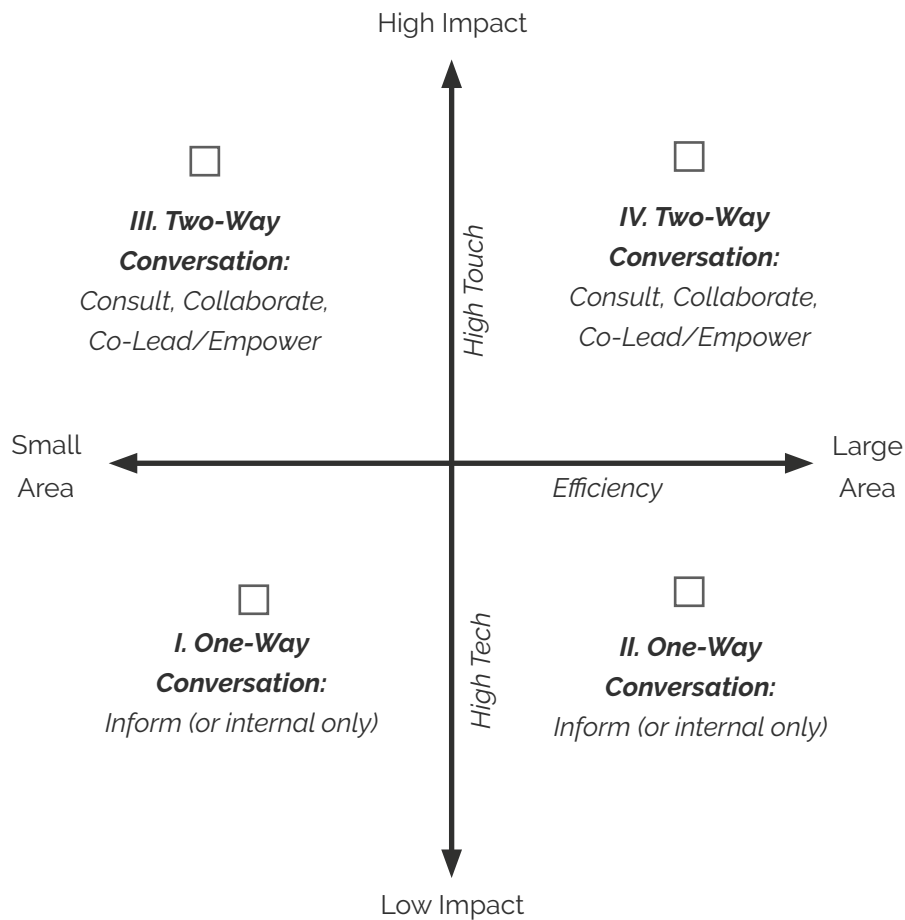 High Impact
III. Two-Way
Conversation:
Consult, Collaborate,
Co-Lead/Empower
High Touch
IV. Two-Way
Conversation:
Consult, Collaborate,
Co-Lead/Empower
Small
Area
Efficiency
Large
Area
I. One-Way
Conversation:
Inform (or internal only)
High Tech
II. One-Way
Conversation:
Inform (or internal only)
Low Impact